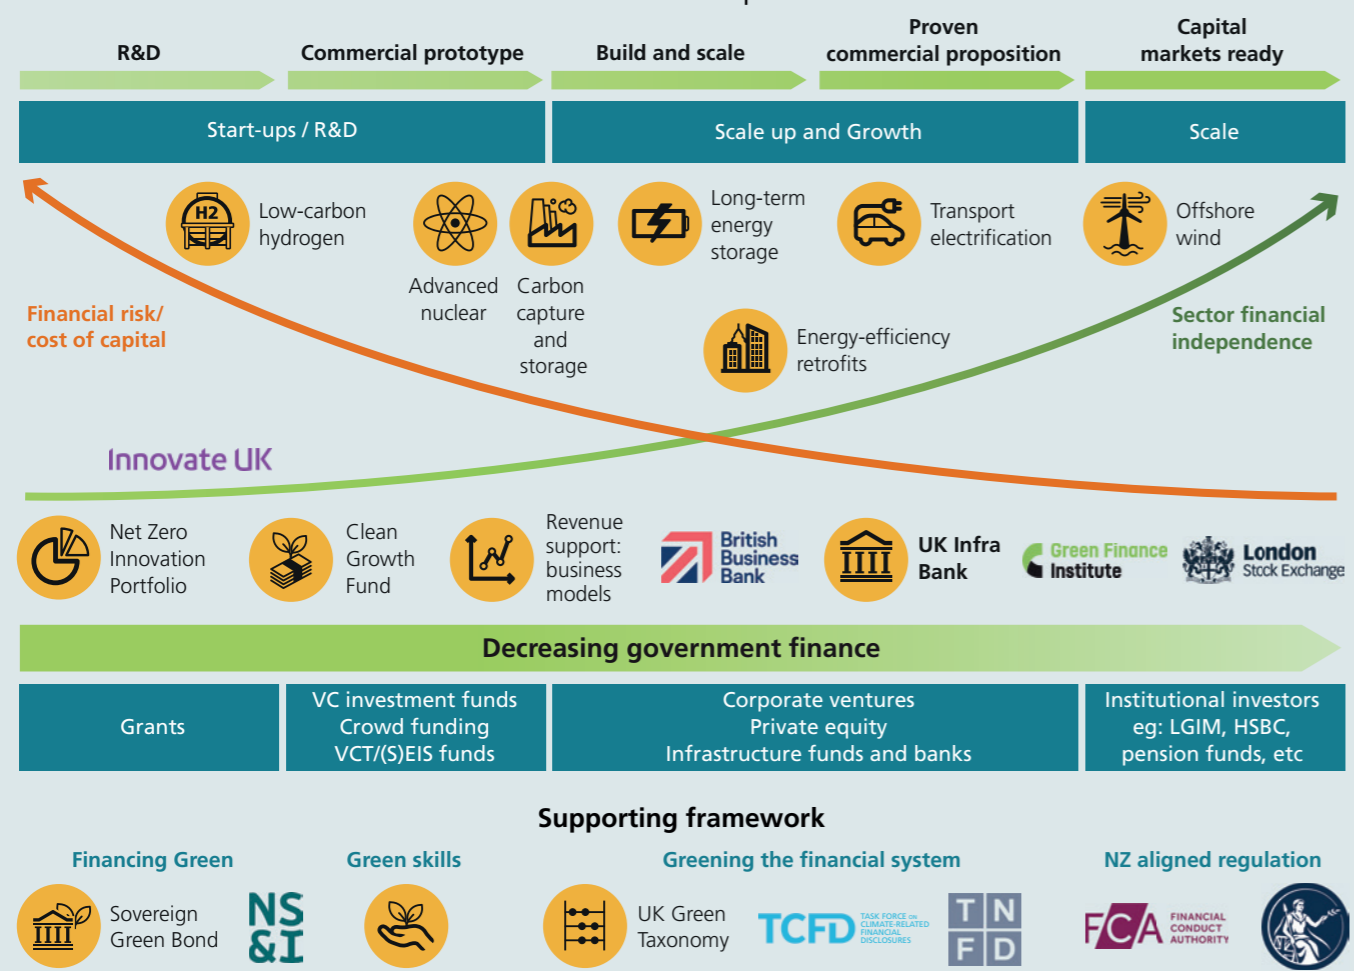 R&D
Commercial prototype
Build and scale
Proven
commercial proposition
Capital
markets ready
Start-ups / R&D
Scale up and Growth
Scale
H2
Low-carbon
hydrogen
Advanced
nuclear
Carbon
capture
and
storage
Long-term
energy
storage
Transport
electrification
Offshore
wind
Energy-efficiency
retrofits
Financial risk/
cost of capital
Sector financial
independence
Innovate UK
Net Zero
Innovation
Portfolio
Clean
Growth
Fund
Revenue
support:
business
models
British
Business
Bank
UK Infra
Bank
Green Finance
Institute
London
Stock Exchange
Decreasing government finance
Grants
VC investment funds
Crowd funding
VCT/(S)EIS funds
Corporate ventures
Private equity
Infrastructure funds and banks
Institutional investors
eg: LGIM, HSBC,
pension funds, etc
Supporting framework
Financing Green
Green skills
Greening the financial system
NZ aligned regulation
Sovereign
Green Bond
NS
&I
UK Green
Taxonomy
TCFD
TASK FORCE ON
CLIMATE-RELATED
FINANCIAL
DISCLOSURES
TN
FD
FCA
FINANCIAL
CONDUCT
AUTHORITY